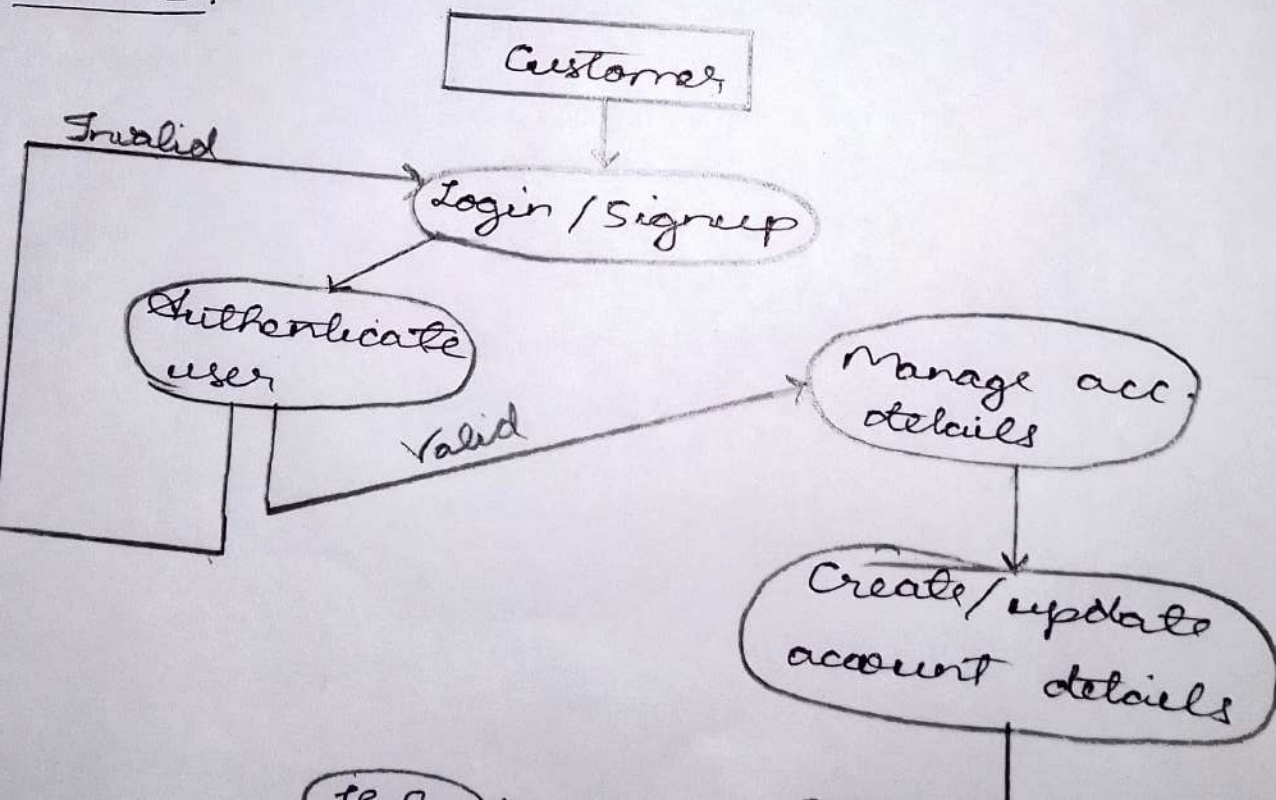 Customer
Invalid
Login / Signup
Authenticate
user
Manage acc.
details
Valid
Create/update
account details